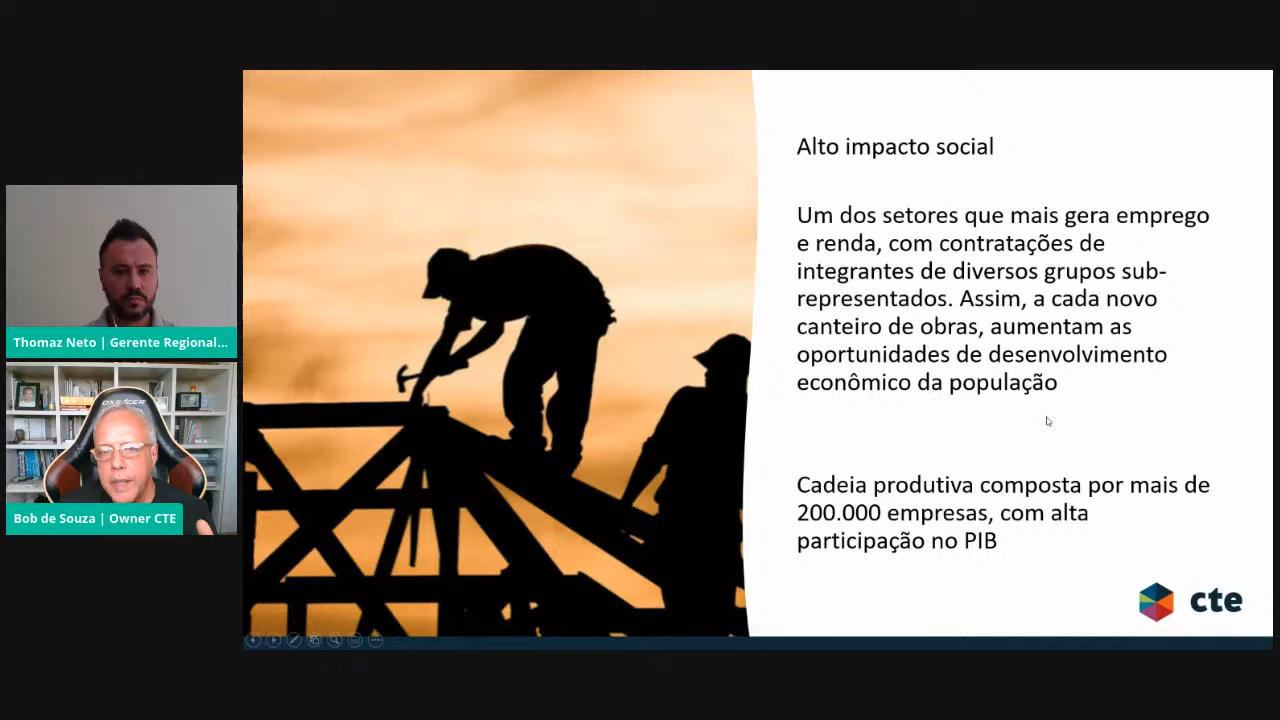 Alto impacto social
Um dos setores que mais gera emprego
e renda, com contratações de
integrantes de diversos grupos sub-
representados. Assim, a cada novo
canteiro de obras, aumentam as
oportunidades de desenvolvimento
econômico da população
Cadeia produtiva composta por mais de
200.000 empresas, com alta
participação no PIB
cte
Thomaz Neto | Gerente Regional...
DXRACER
Bob de Souza | Owner CTE